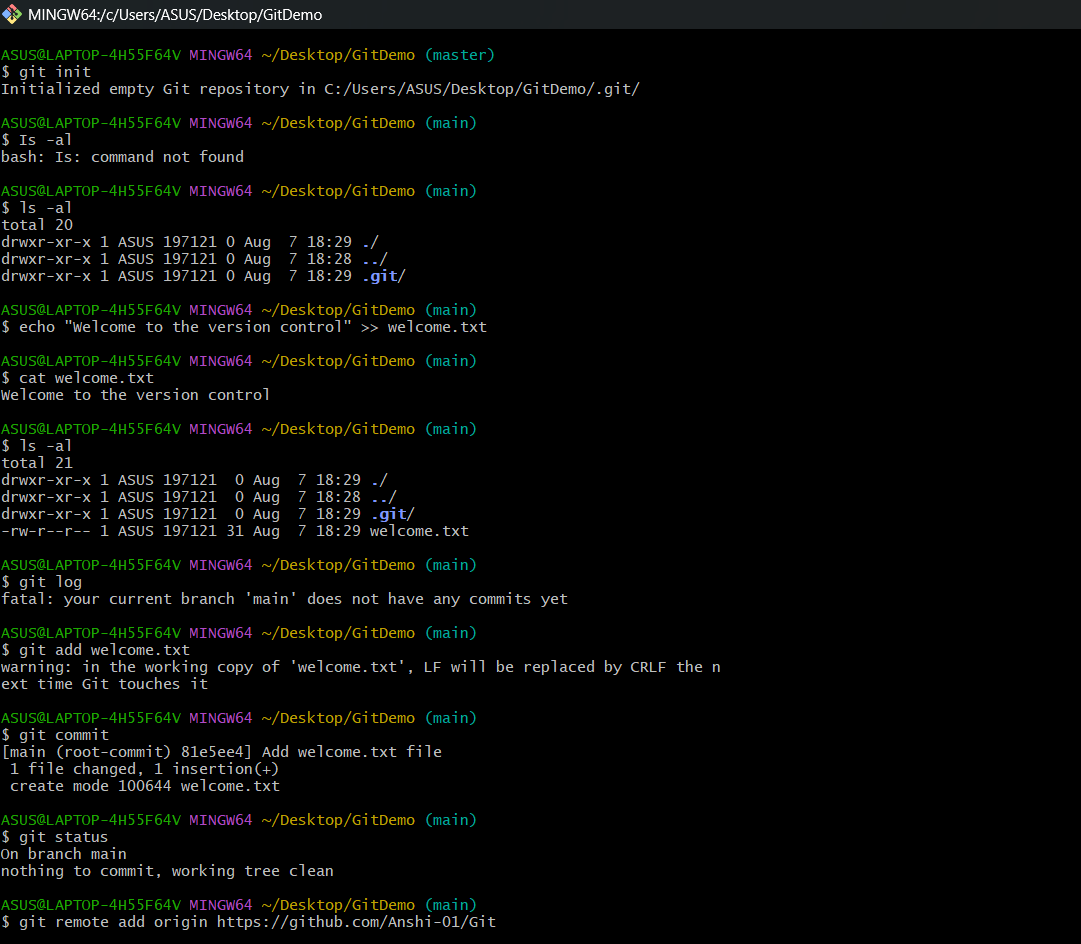 MINGW64:/c/Users/ASUS/Desktop/GitDemo
ASUS@LAPTOP-4H55F64V MINGW64 ~/Desktop/GitDemo (master)
$ git init
Initialized empty Git repository in C:/Users/ASUS/Desktop/GitDemo/.git/
ASUS@LAPTOP-4H55F64V MINGW64 ~/Desktop/GitDemo (main)
$ Is -al
bash: Is: command not found
ASUS@LAPTOP-4H55F64V MINGW64 ~/Desktop/GitDemo (main)
$ ls -al
total 20
drwxr-xr-x 1 ASUS 197121 0 Aug  7 18:29 ./
drwxr-xr-x 1 ASUS 197121 0 Aug  7 18:28 ../
drwxr-xr-x 1 ASUS 197121 0 Aug  7 18:29 .git/
ASUS@LAPTOP-4H55F64V MINGW64 ~/Desktop/GitDemo (main)
$ echo "Welcome to the version control" >> welcome.txt
ASUS@LAPTOP-4H55F64V MINGW64 ~/Desktop/GitDemo (main)
$ cat welcome.txt
Welcome to the version control
ASUS@LAPTOP-4H55F64V MINGW64 ~/Desktop/GitDemo (main)
$ ls -al
total 21
drwxr-xr-x 1 ASUS 197121  0 Aug  7 18:29 ./
drwxr-xr-x 1 ASUS 197121  0 Aug  7 18:28 ../
drwxr-xr-x 1 ASUS 197121  0 Aug  7 18:29 .git/
-rw-r--r-- 1 ASUS 197121 31 Aug  7 18:29 welcome.txt
ASUS@LAPTOP-4H55F64V MINGW64 ~/Desktop/GitDemo (main)
$ git log
fatal: your current branch 'main' does not have any commits yet
ASUS@LAPTOP-4H55F64V MINGW64 ~/Desktop/GitDemo (main)
$ git add welcome.txt
warning: in the working copy of 'welcome.txt', LF will be replaced by CRLF the n
ext time Git touches it
ASUS@LAPTOP-4H55F64V MINGW64 ~/Desktop/GitDemo (main)
$ git commit
[main (root-commit) 81e5ee4] Add welcome.txt file
 1 file changed, 1 insertion(+)
 create mode 100644 welcome.txt
ASUS@LAPTOP-4H55F64V MINGW64 ~/Desktop/GitDemo (main)
$ git status
On branch main
nothing to commit, working tree clean
ASUS@LAPTOP-4H55F64V MINGW64 ~/Desktop/GitDemo (main)
$ git remote add origin https://github.com/Anshi-01/Git